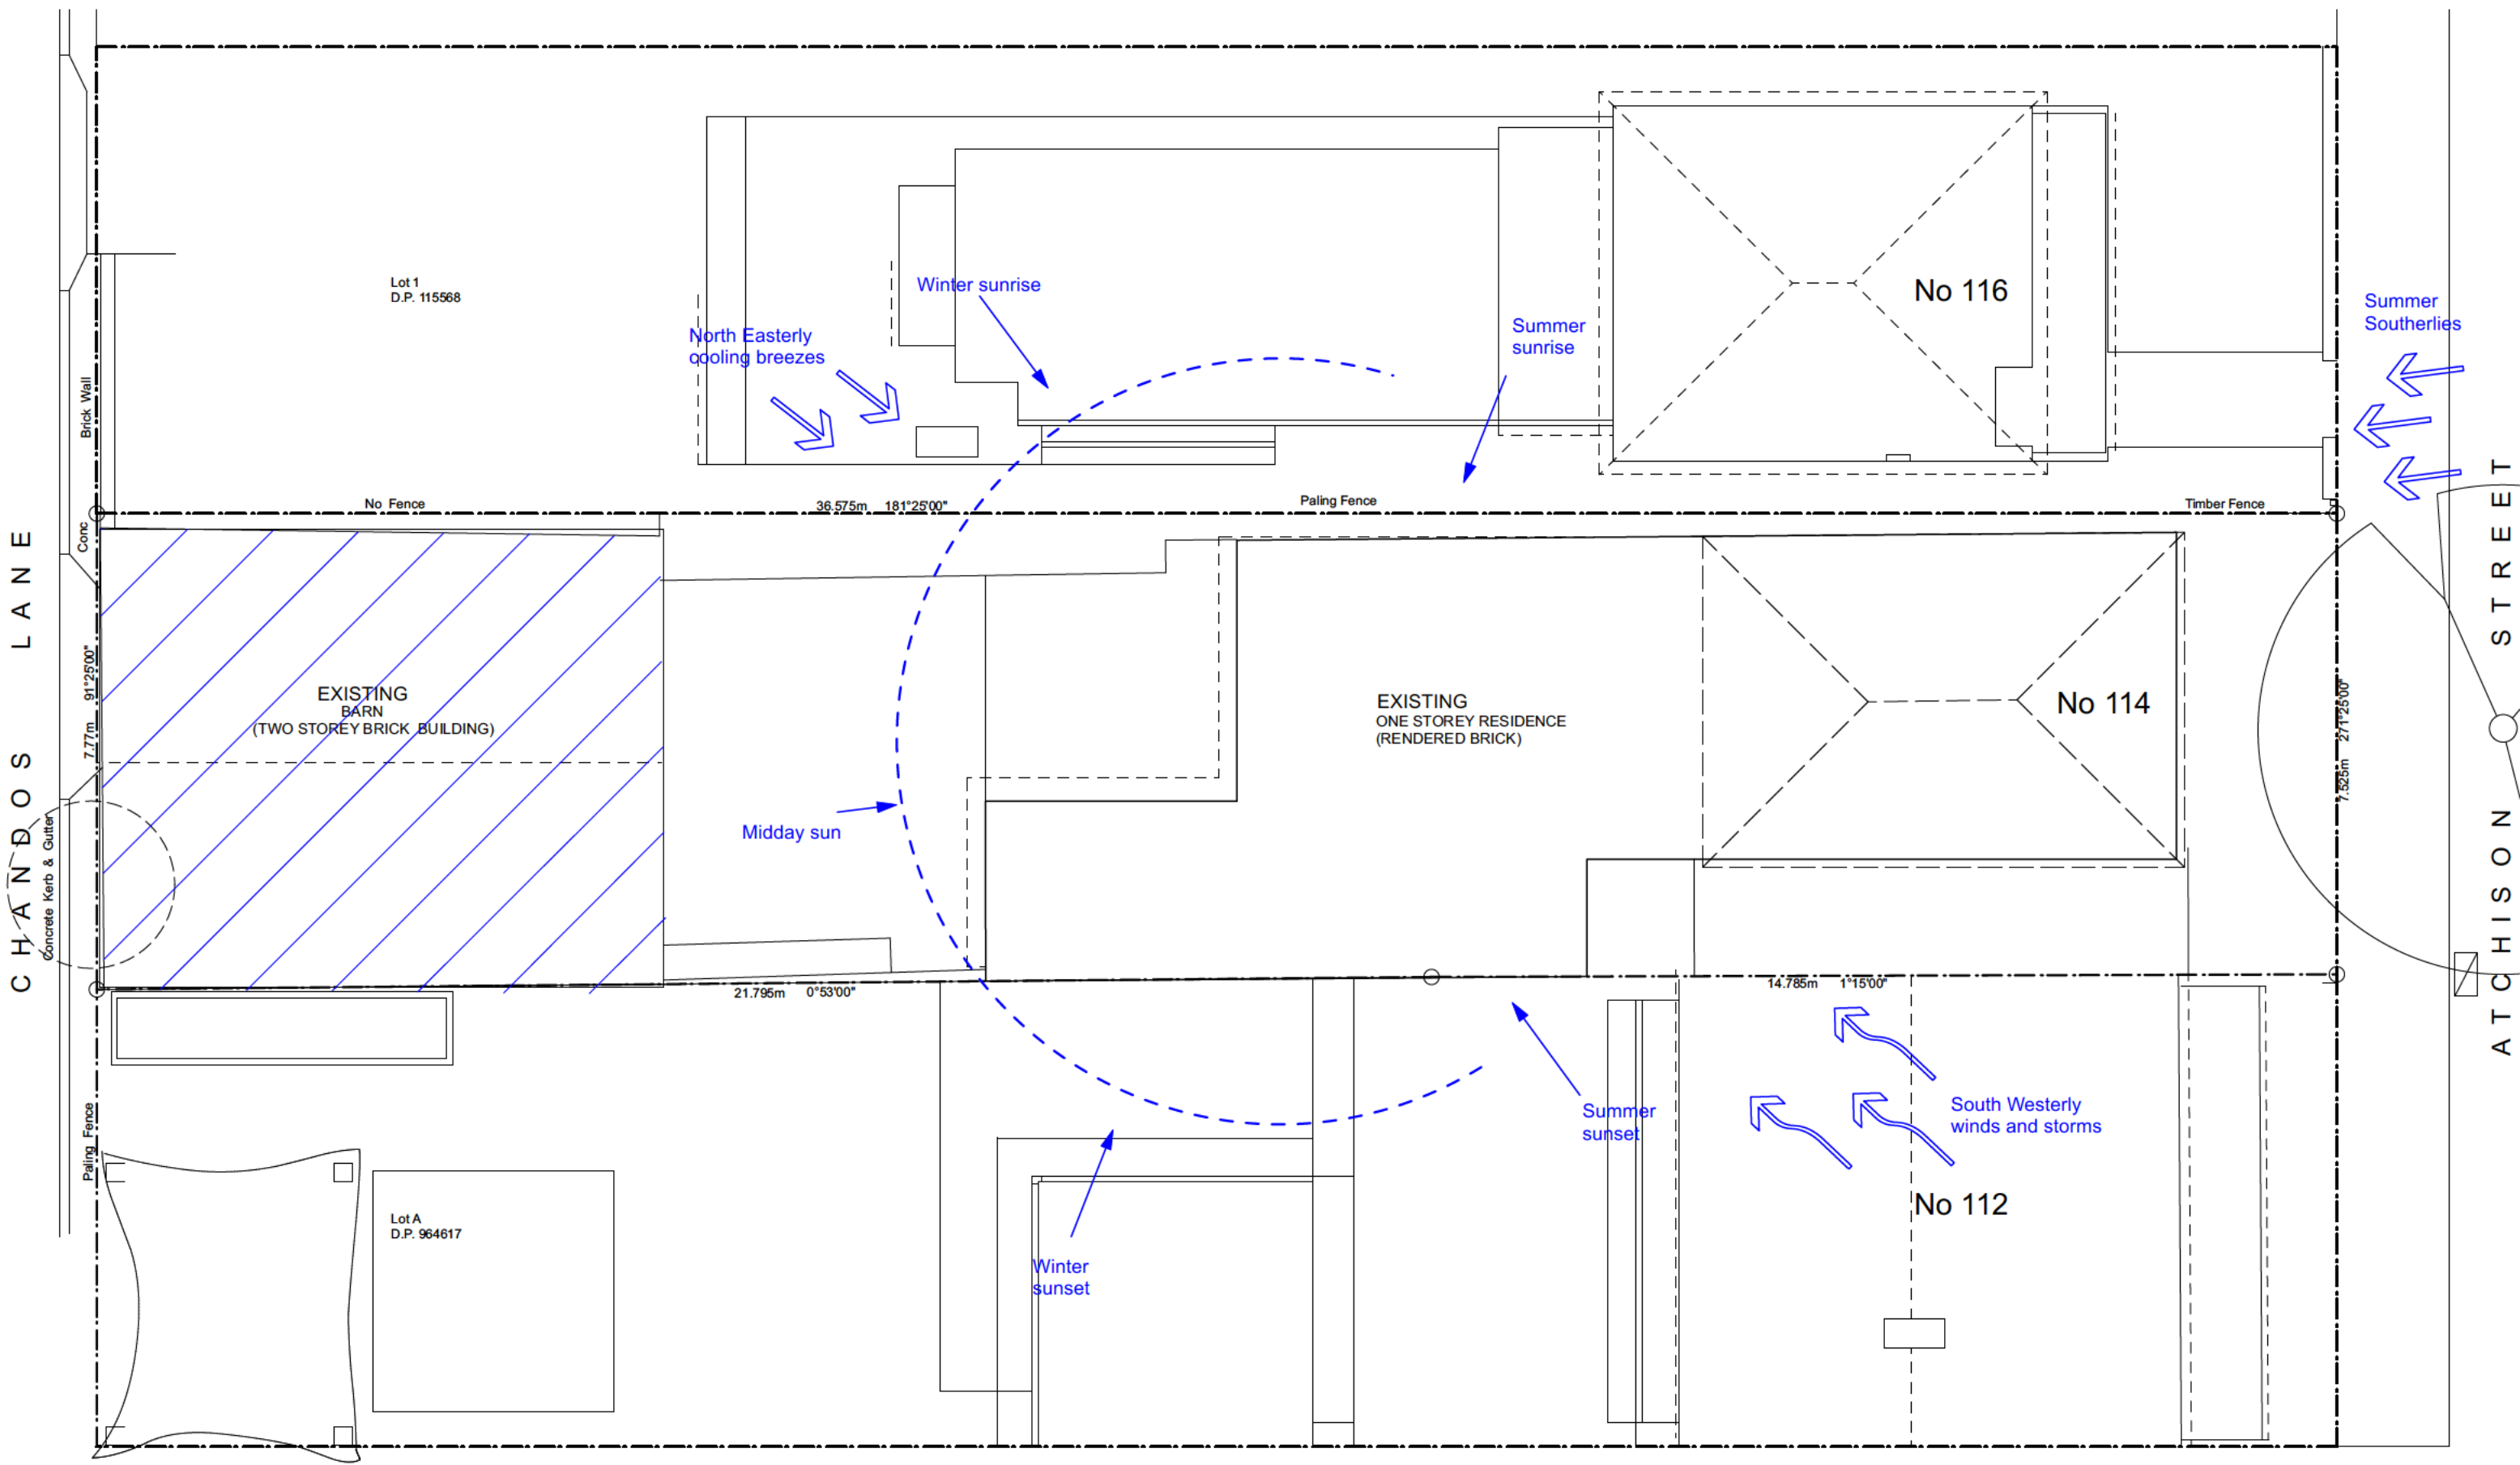 Lot 1
D.P. 115568
Winter sunrise
North Easterly
cooling breezes
Summer
sunrise
No 116
Summer
Southerlies
Brick Wall
No Fence
36.575m 181°25'00"
Paling Fence
Timber Fence
Conc
CHANDOS LANE
ATCHISON STREET
7.77m 91°25'00"
Concrete Kerb & Gutter
EXISTING
BARN
(TWO STOREY BRICK BUILDING)
EXISTING
ONE STOREY RESIDENCE
(RENDERED BRICK)
No 114
7.525m 271°25'00"
Midday sun
21.795m 0°53'00"
14.785m 1°15'00"
Paling Fence
Summer
sunset
South Westerly
winds and storms
No 112
Lot A
D.P. 964617
Winter
sunset